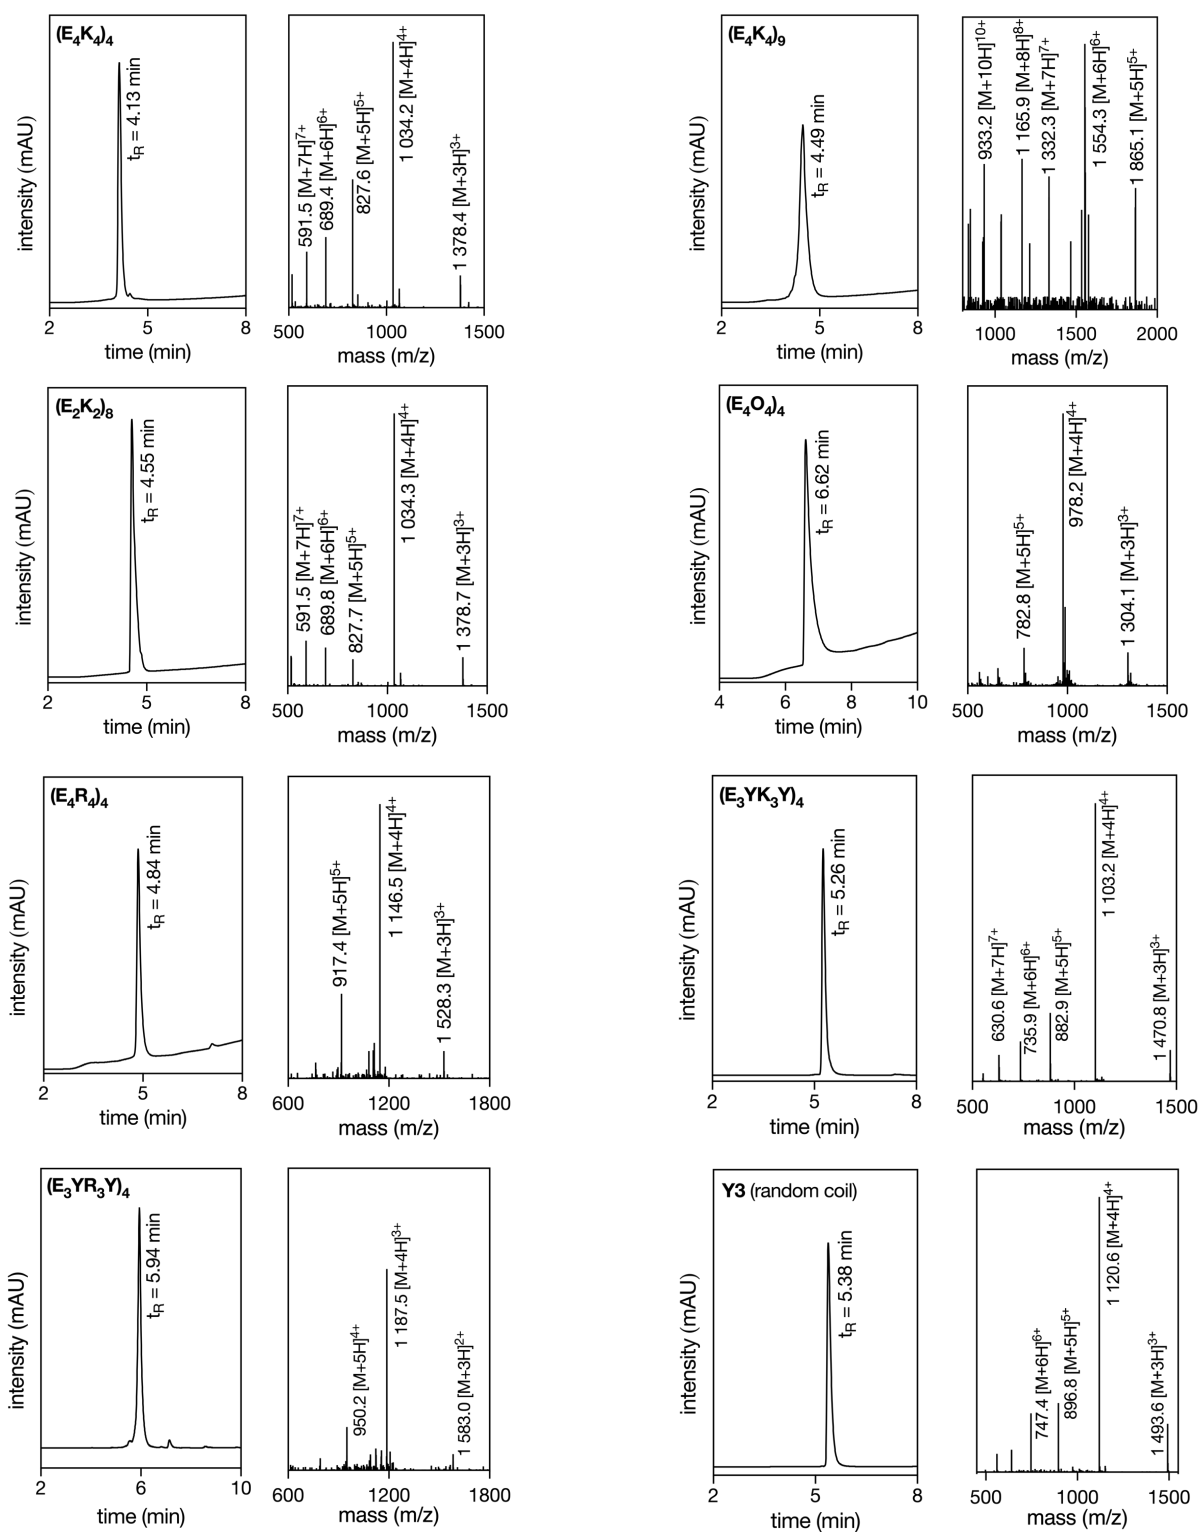 (E₄K₄)₄
intensity (mAU)
tR = 4.13 min
2 5 8
time (min)
591.5 [M+7H]⁷⁺
689.4 [M+6H]⁶⁺
827.6 [M+5H]⁵⁺
1 034.2 [M+4H]⁴⁺
1 378.4 [M+3H]³⁺
500 1000 1500
mass (m/z)
(E₄K₄)₉
intensity (mAU)
tR = 4.49 min
2 5 8
time (min)
933.2 [M+10H]¹⁰⁺
1 165.9 [M+8H]⁸⁺
1 332.3 [M+7H]⁷⁺
1 554.3 [M+6H]⁶⁺
1 865.1 [M+5H]⁵⁺
1000 1500 2000
mass (m/z)
(E₂K₂)₈
intensity (mAU)
tR = 4.55 min
2 5 8
time (min)
591.5 [M+7H]⁷⁺
689.8 [M+6H]⁶⁺
827.7 [M+5H]⁵⁺
1 034.3 [M+4H]⁴⁺
1 378.7 [M+3H]³⁺
500 1000 1500
mass (m/z)
(E₄O₄)₄
intensity (mAU)
tR = 6.62 min
4 6 8 10
time (min)
782.8 [M+5H]⁵⁺
978.2 [M+4H]⁴⁺
1 304.1 [M+3H]³⁺
500 1000 1500
mass (m/z)
(E₄R₄)₄
intensity (mAU)
tR = 4.84 min
2 5 8
time (min)
917.4 [M+5H]⁵⁺
1 146.5 [M+4H]⁴⁺
1 528.3 [M+3H]³⁺
600 1200 1800
mass (m/z)
(E₃YK₃Y)₄
intensity (mAU)
tR = 5.26 min
2 5 8
time (min)
630.6 [M+7H]⁷⁺
735.9 [M+6H]⁶⁺
882.9 [M+5H]⁵⁺
1 103.2 [M+4H]⁴⁺
1 470.8 [M+3H]³⁺
500 1000 1500
mass (m/z)
(E₃YR₃Y)₄
intensity (mAU)
tR = 5.94 min
2 6 10
time (min)
950.2 [M+5H]⁴⁺
1 187.5 [M+4H]³⁺
1 583.0 [M+3H]²⁺
600 1200 1800
mass (m/z)
Y3 (random coil)
intensity (mAU)
tR = 5.38 min
2 5 8
time (min)
747.4 [M+6H]⁶⁺
896.8 [M+5H]⁵⁺
1 120.6 [M+4H]⁴⁺
1 493.6 [M+3H]³⁺
500 1000 1500
mass (m/z)